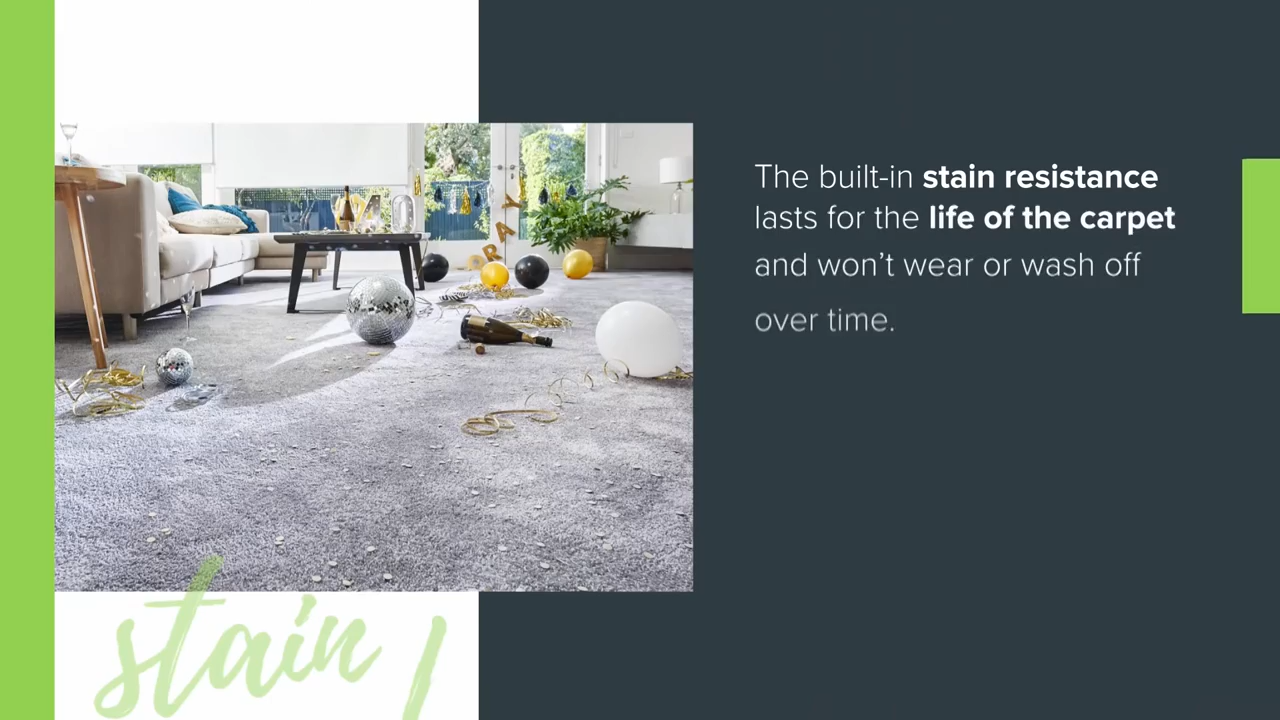 The built-in stain resistance
lasts for the life of the carpet
and won’t wear or wash off
over time.
stain